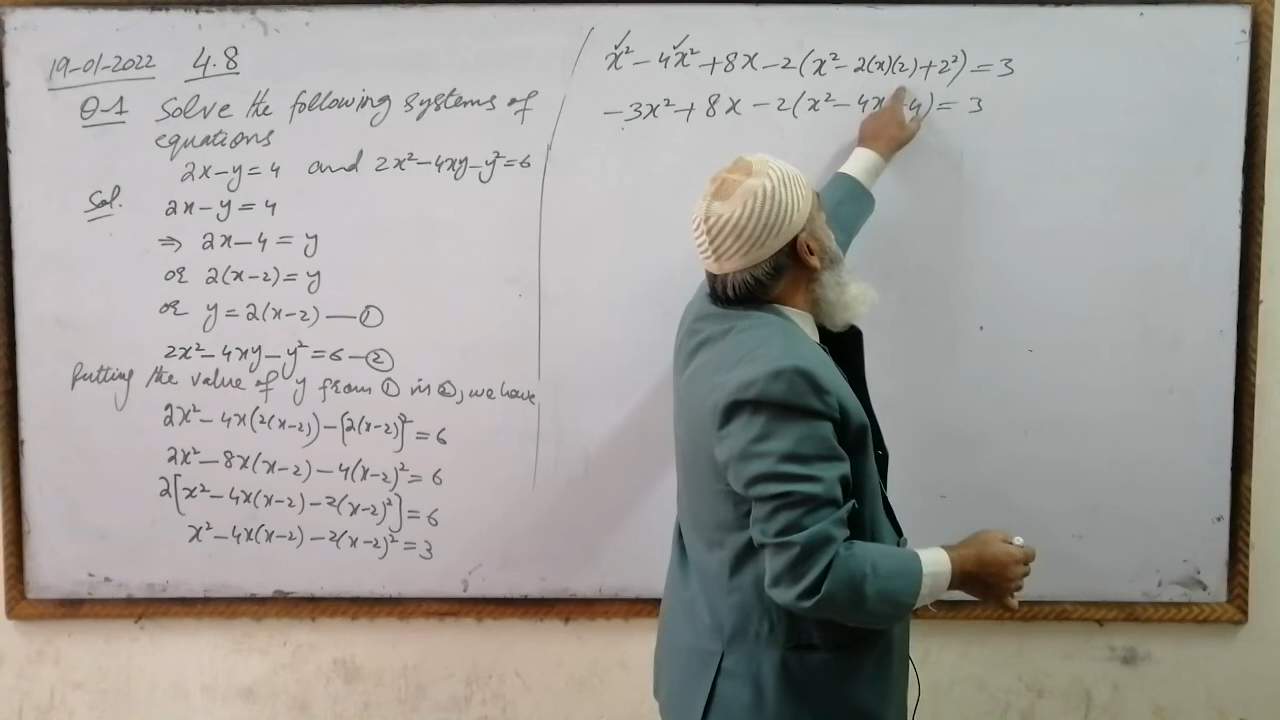 19-01-2022 4.8
Q-1 Solve the following systems of
equations
2x-y=4 and 2x²-4xy-y²=6
Sol. 2x-y=4
⇒ 2x-4=y
or 2(x-2)=y
or y=2(x-2) —①
2x²-4xy-y²=6-②
Putting the value of y from ① in ②, we have
2x²-4x(2(x-2))-[2(x-2)]²=6
2x²-8x(x-2)-4(x-2)²=6
2[x²-4x(x-2)-2(x-2)²]=6
x²-4x(x-2)-2(x-2)²=3
x²-4x²+8x-2(x²-2(x)(2)+2²)=3
-3x²+8x-2(x²-4x 4)=3